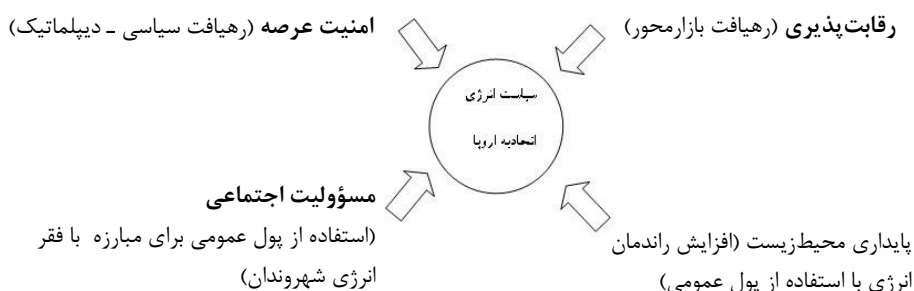 رقابت‌پذیری (رهیافت بازارمحور)
امنیت عرصه (رهیافت سیاسی ـ دیپلماتیک)
سیاست انرژی
اتحادیه اروپا
مسؤولیت اجتماعی
(استفاده از پول عمومی برای مبارزه با فقر
انرژی شهروندان)
پایداری محیط‌زیست (افزایش راندمان
انرژی با استفاده از پول عمومی)